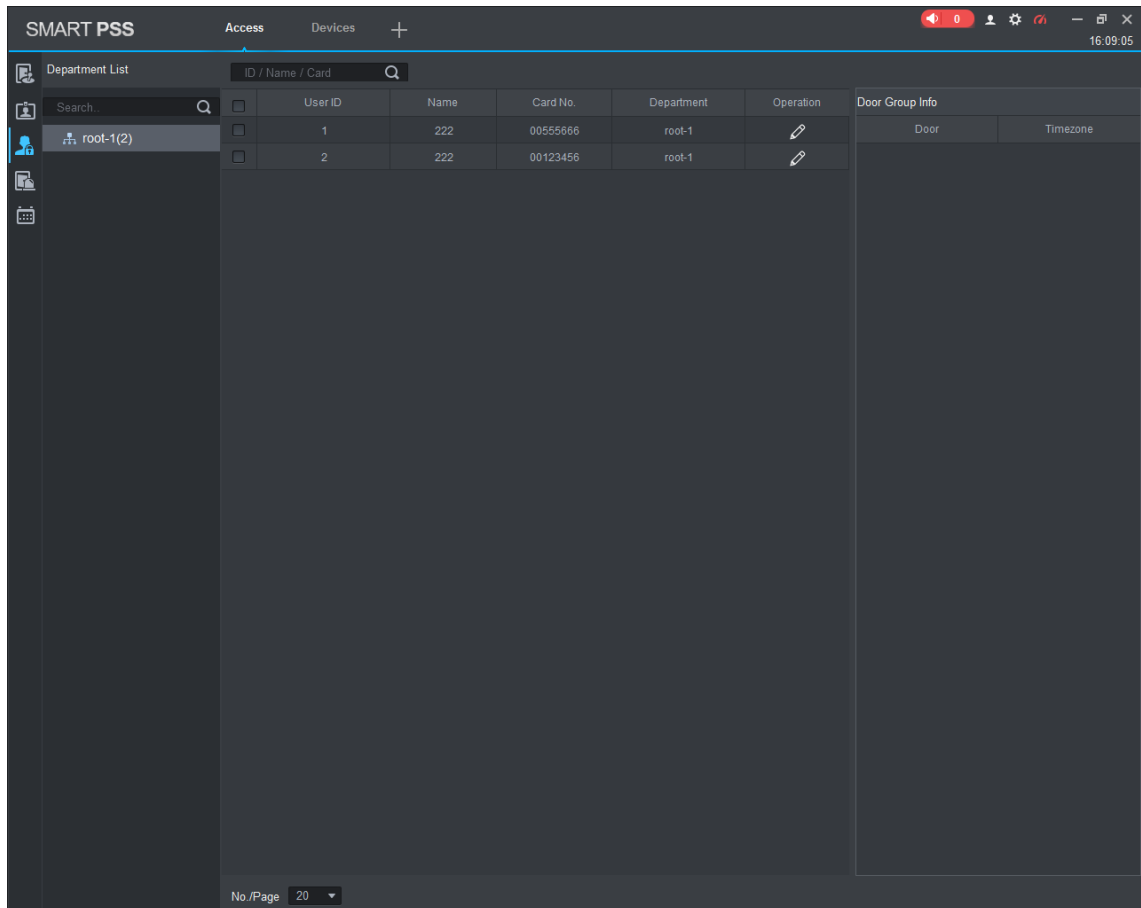 SMART PSS
Access
Devices
0
16:09:05
Department List
ID / Name / Card
Search..
root-1(2)
User ID Name Card No. Department Operation
1 222 00555666 root-1
2 222 00123456 root-1
Door Group Info
Door Timezone
No./Page 20